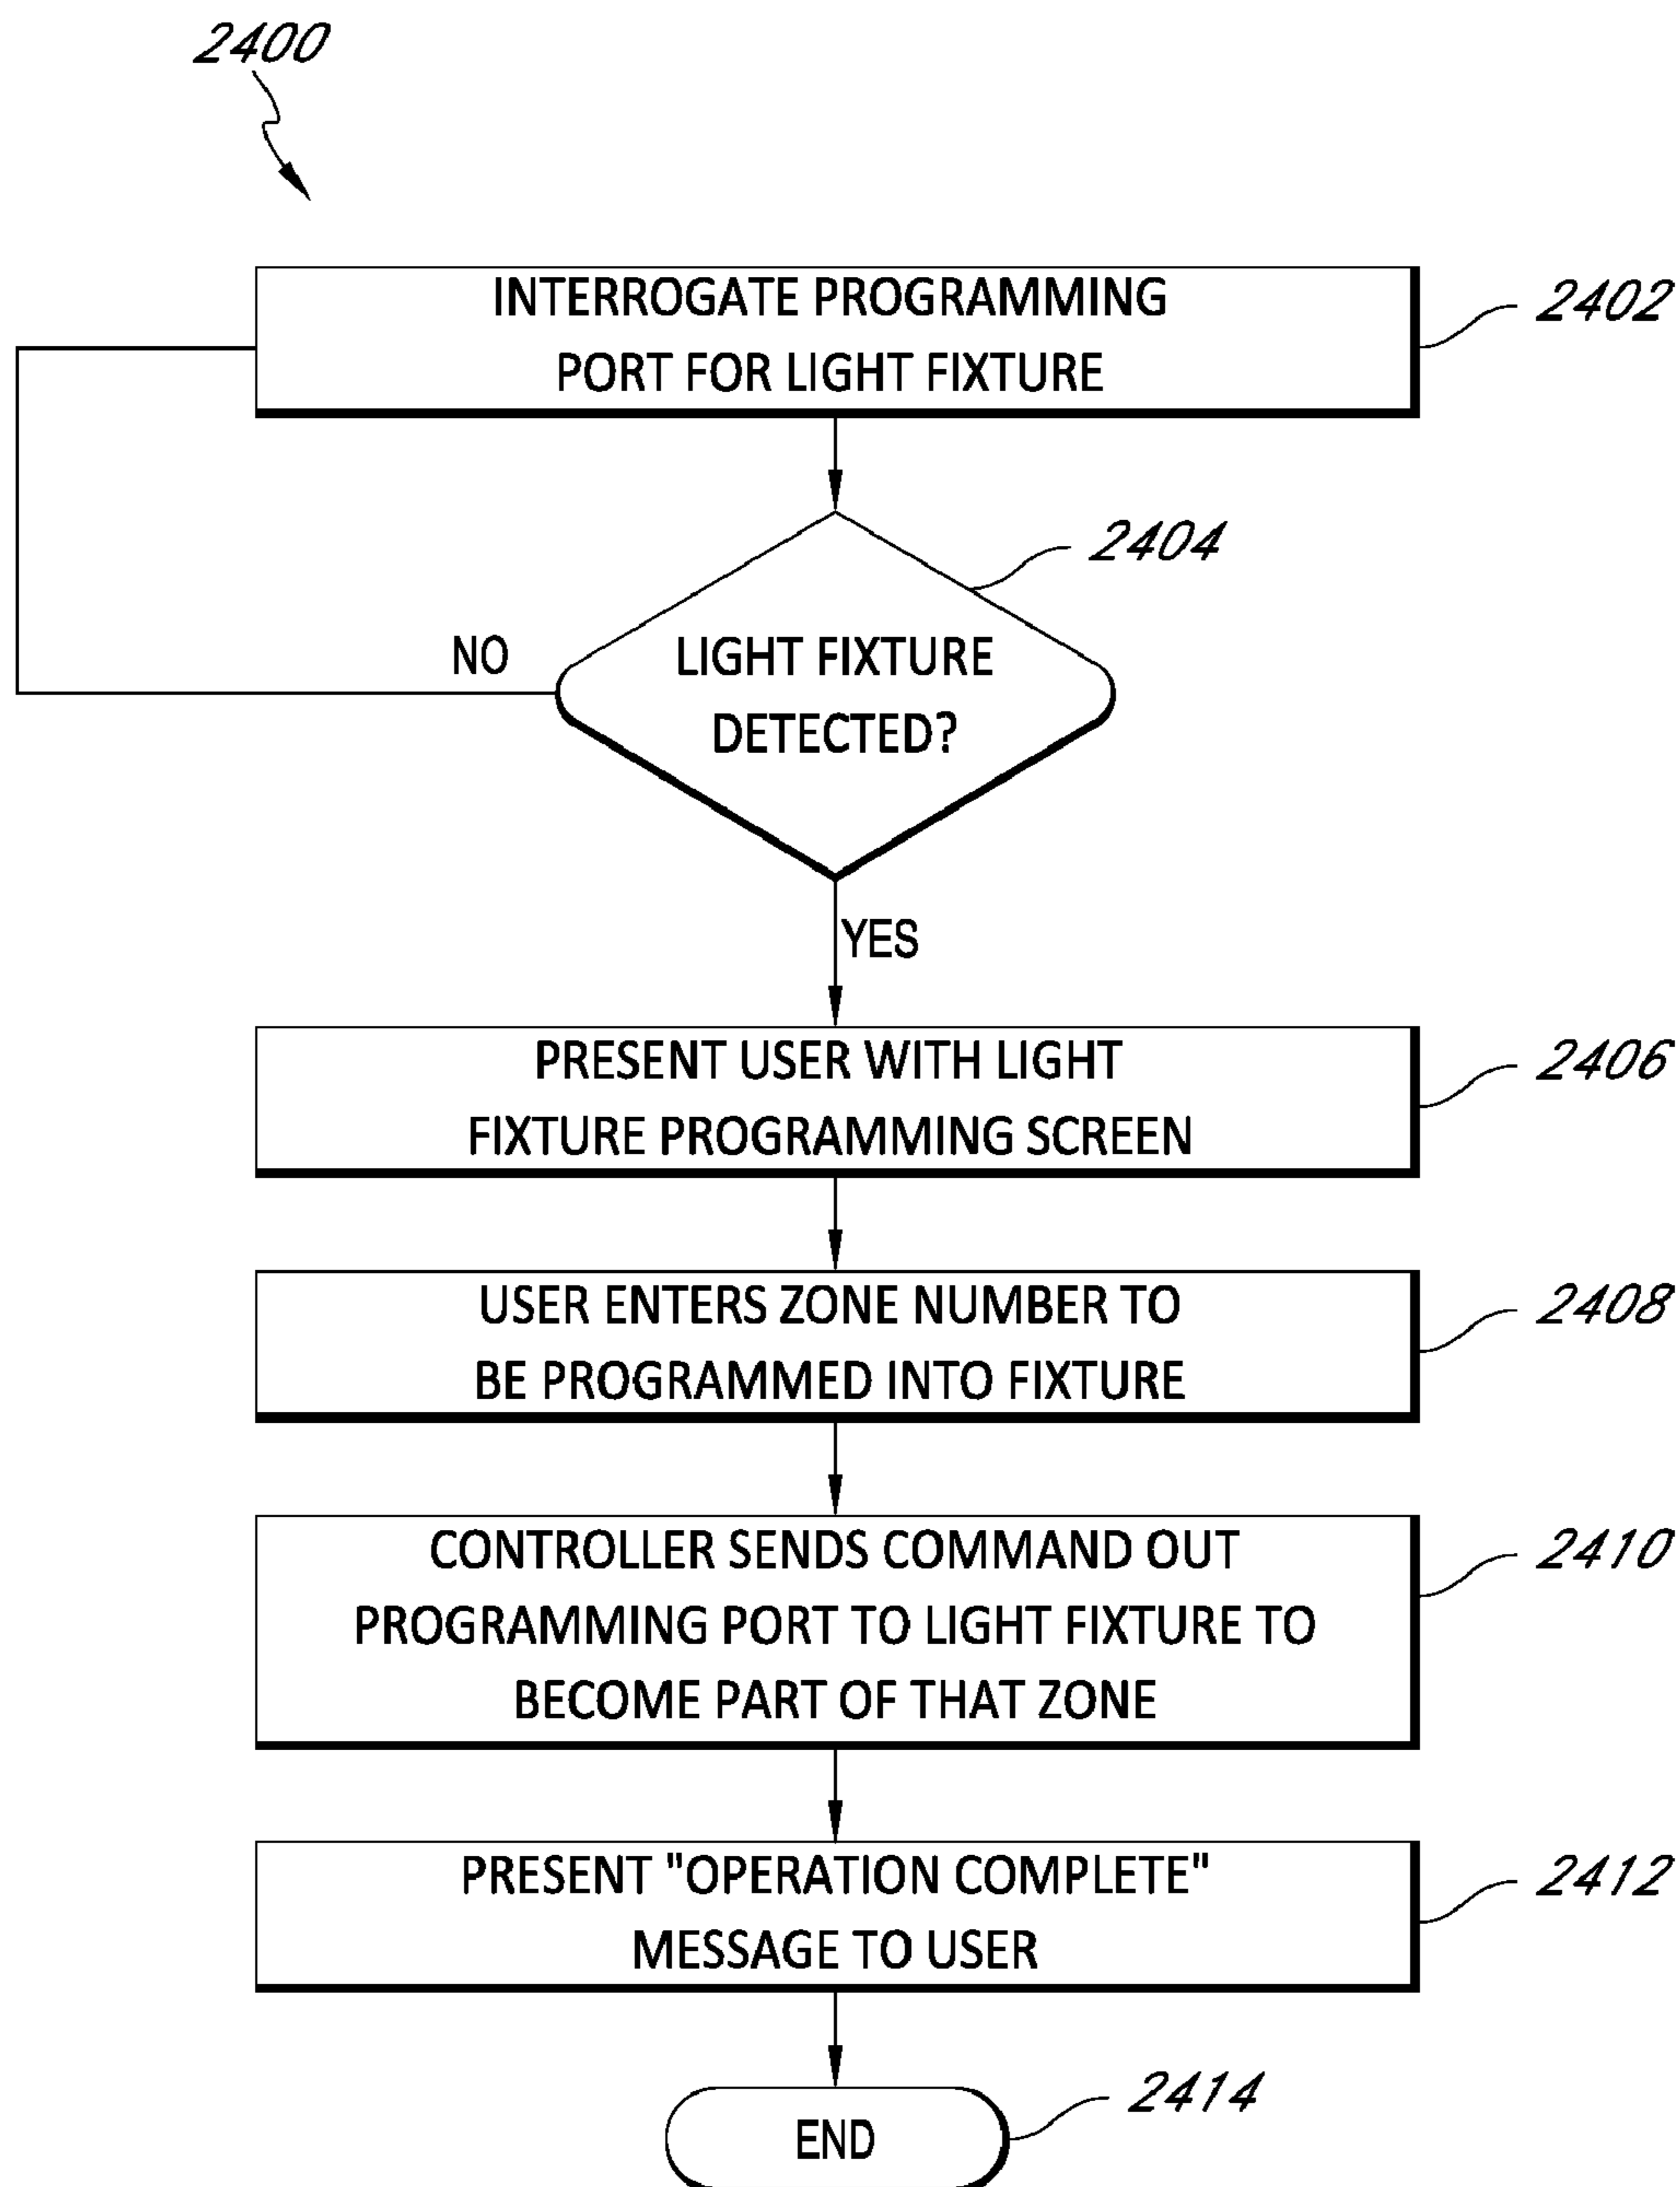 2400
INTERROGATE PROGRAMMING
PORT FOR LIGHT FIXTURE
2402
2404
NO
LIGHT FIXTURE
DETECTED?
YES
PRESENT USER WITH LIGHT
FIXTURE PROGRAMMING SCREEN
2406
USER ENTERS ZONE NUMBER TO
BE PROGRAMMED INTO FIXTURE
2408
CONTROLLER SENDS COMMAND OUT
PROGRAMMING PORT TO LIGHT FIXTURE TO
BECOME PART OF THAT ZONE
2410
PRESENT "OPERATION COMPLETE"
MESSAGE TO USER
2412
END
2414